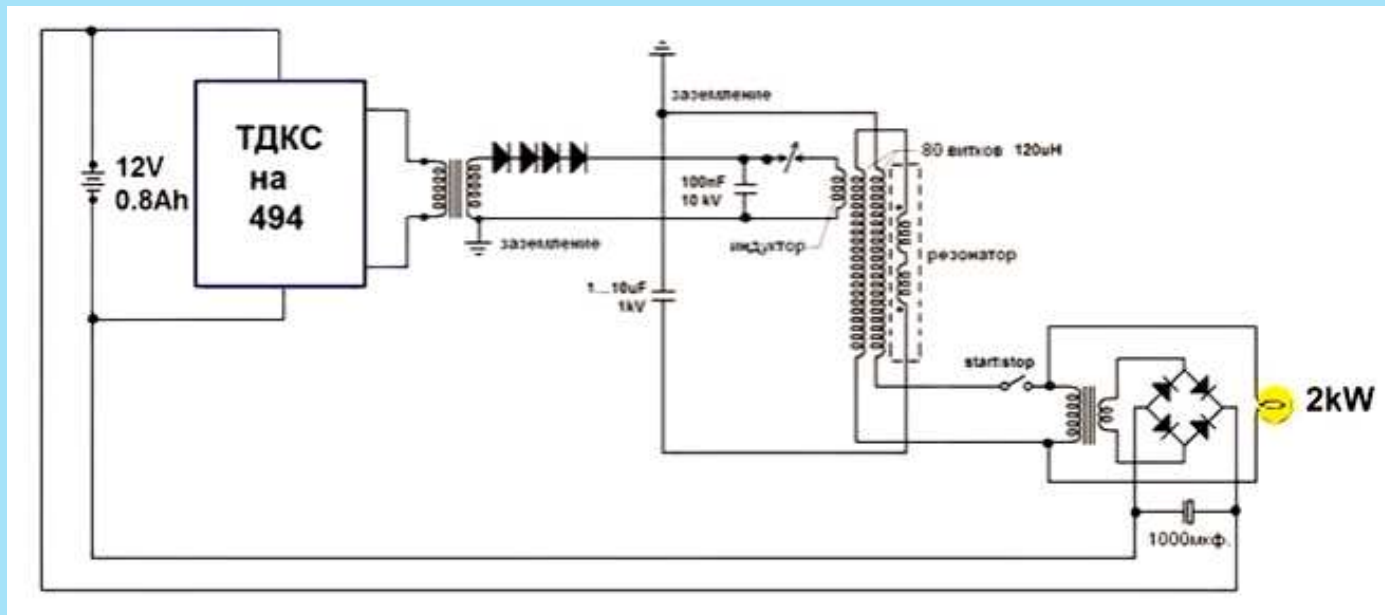 ТДКС
на
494
12V
0.8Ah
заземление
заземление
100nF
10 kV
индуктор
80 витков 120uH
резонатор
1...10uF
1kV
start\stop
2kW
1000мкф.